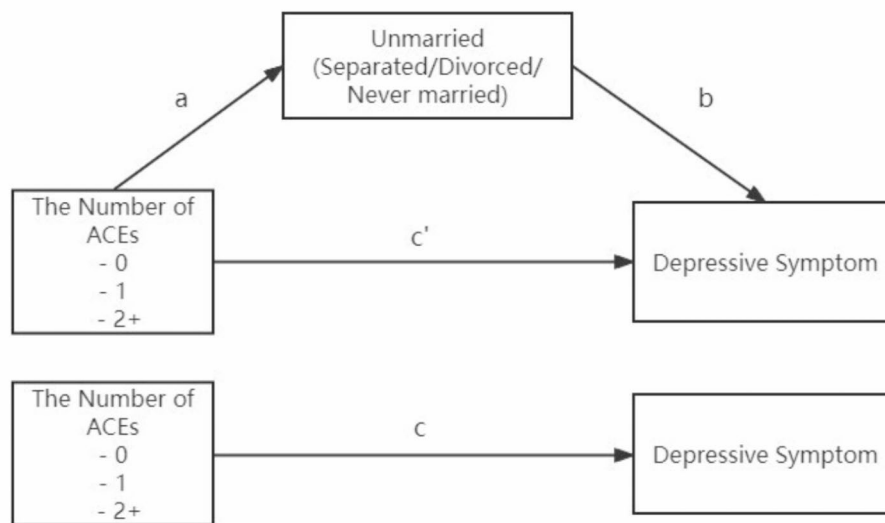 Unmarried
(Separated/Divorced/
Never married)
a
b
The Number of
ACEs
- 0
- 1
- 2+
c'
Depressive Symptom
The Number of
ACEs
- 0
- 1
- 2+
c
Depressive Symptom